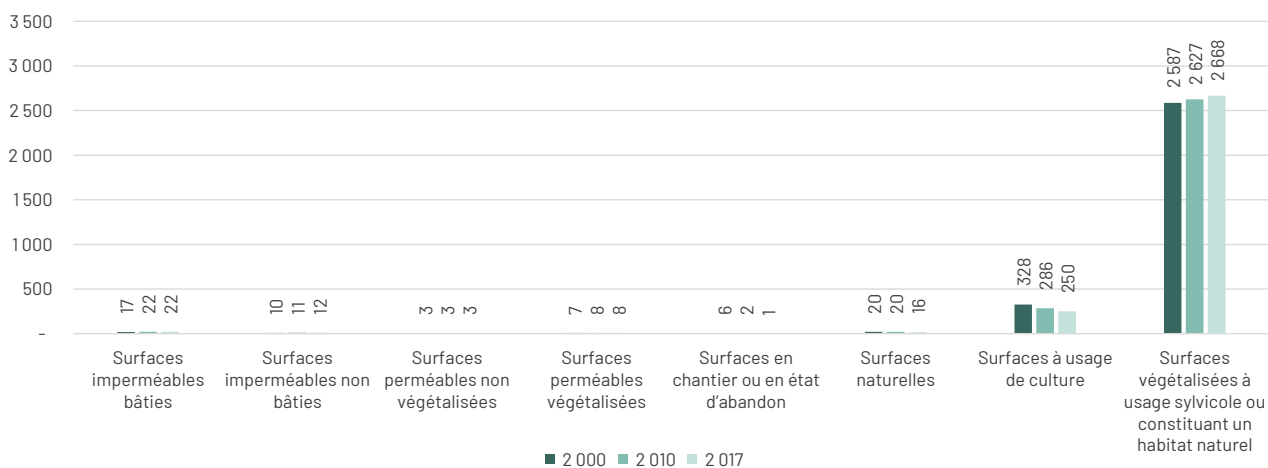 3 500
3 000
2 500
2 000
1 500
1 000
500
-
17 22 22
10 11 12
3 3 3
7 8 8
6 2 1
20 20 16
328 286 250
2 587 2 627 2 668
Surfaces
imperméables
bâties
Surfaces
imperméables non
bâties
Surfaces
perméables non
végétalisées
Surfaces
perméables
végétalisées
Surfaces en
chantier ou en état
d'abandon
Surfaces
naturelles
Surfaces à usage
de culture
Surfaces
végétalisées à
usage sylvicole ou
constituant un
habitat naturel
2 000 2 010 2 017